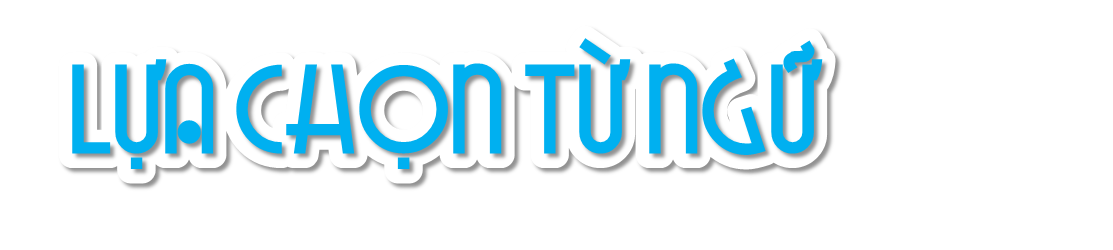 LỰA CHỌN TỪ NGỮ